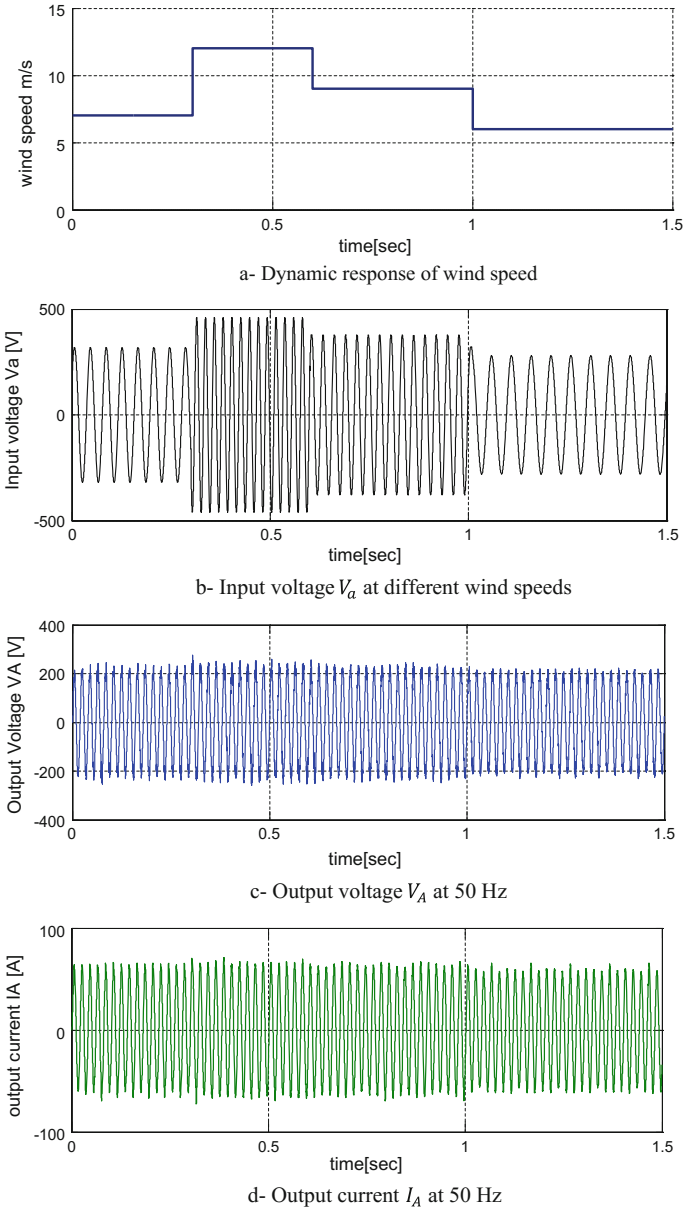 15
10
5
0
wind speed m/s
0
0.5
1
1.5
time[sec]
a- Dynamic response of wind speed
500
0
-500
Input voltage Va [V]
0
0.5
1
1.5
time[sec]
b- Input voltage Va at different wind speeds
400
200
0
-200
-400
Output Voltage VA [V]
0
0.5
1
1.5
time[sec]
c- Output voltage VA at 50 Hz
100
0
-100
output current IA [A]
0
0.5
1
1.5
time[sec]
d- Output current IA at 50 Hz